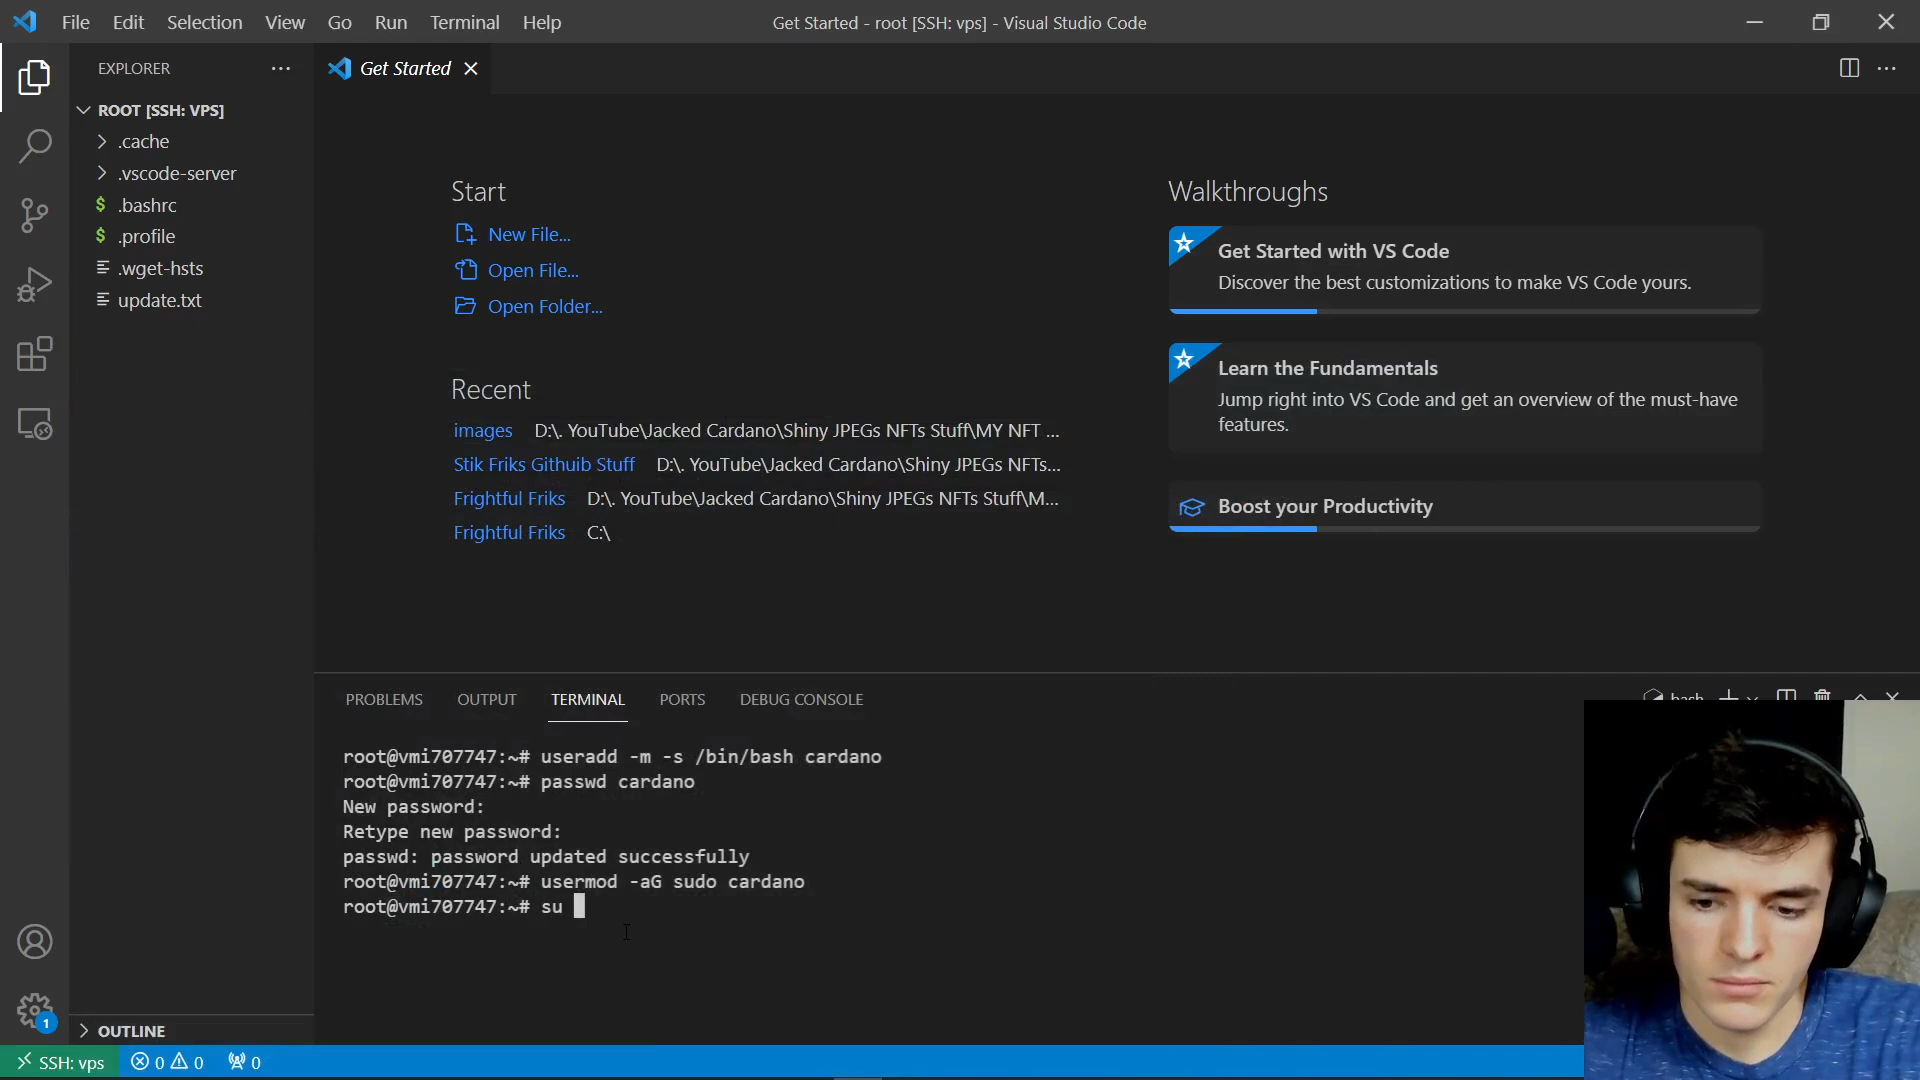 File Edit Selection View Go Run Terminal Help
Get Started - root [SSH: vps] - Visual Studio Code
EXPLORER
Get Started
ROOT [SSH: VPS]
.cache
.vscode-server
.bashrc
.profile
.wget-hsts
update.txt
Start
New File...
Open File...
Open Folder...
Recent
images D:\. YouTube\Jacked Cardano\Shiny JPEGs NFTs Stuff\MY NFT ...
Stik Friks Githuib Stuff D:\. YouTube\Jacked Cardano\Shiny JPEGs NFTs...
Frightful Friks D:\. YouTube\Jacked Cardano\Shiny JPEGs NFTs Stuff\M...
Frightful Friks C:\
Walkthroughs
Get Started with VS Code
Discover the best customizations to make VS Code yours.
Learn the Fundamentals
Jump right into VS Code and get an overview of the must-have
features.
Boost your Productivity
PROBLEMS OUTPUT TERMINAL PORTS DEBUG CONSOLE
bash
root@vmi707747:~# useradd -m -s /bin/bash cardano
root@vmi707747:~# passwd cardano
New password:
Retype new password:
passwd: password updated successfully
root@vmi707747:~# usermod -aG sudo cardano
root@vmi707747:~# su
1
OUTLINE
SSH: vps 0 0 0